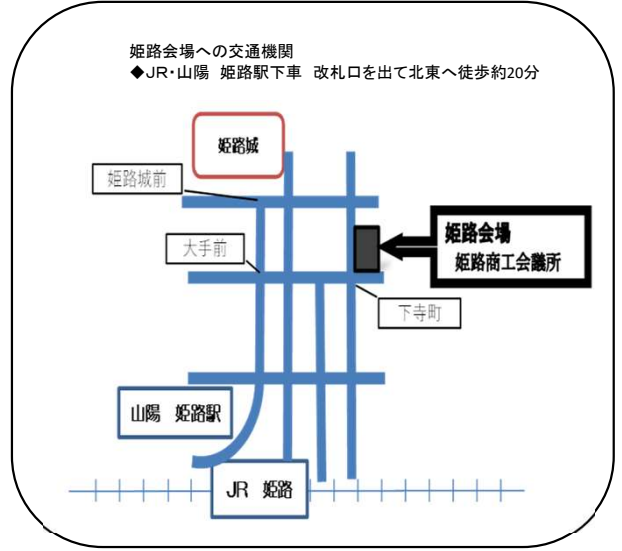 姫路会場への交通機関
◆JR・山陽　姫路駅下車　改札口を出て北東へ徒歩約20分
姫路城
姫路城前
大手前
姫路会場
姫路商工会議所
下寺町
山陽　姫路駅
JR　姫路